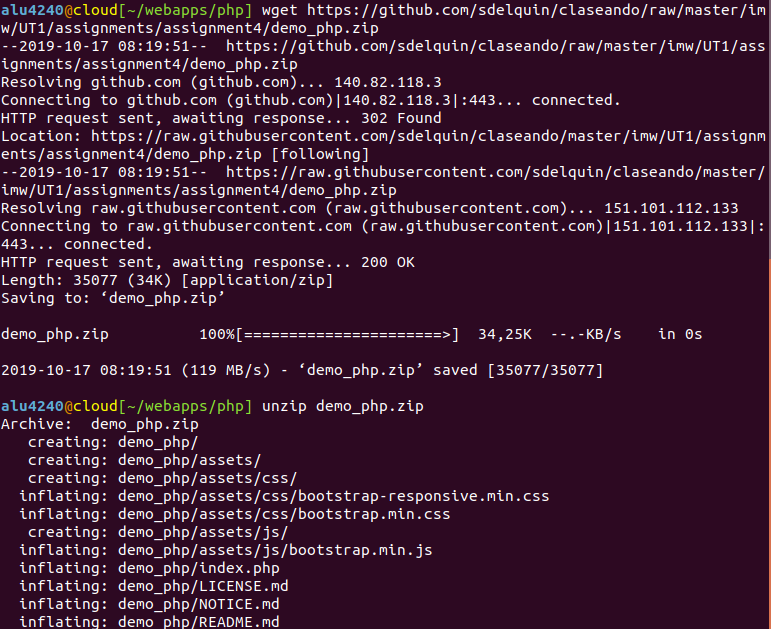 alu4240@cloud[~/webapps/php] wget https://github.com/sdelquin/claseando/raw/master/im
w/UT1/assignments/assignment4/demo_php.zip
--2019-10-17 08:19:51--  https://github.com/sdelquin/claseando/raw/master/imw/UT1/ass
ignments/assignment4/demo_php.zip
Resolving github.com (github.com)... 140.82.118.3
Connecting to github.com (github.com)|140.82.118.3|:443... connected.
HTTP request sent, awaiting response... 302 Found
Location: https://raw.githubusercontent.com/sdelquin/claseando/master/imw/UT1/assignm
ents/assignment4/demo_php.zip [following]
--2019-10-17 08:19:51--  https://raw.githubusercontent.com/sdelquin/claseando/master/
imw/UT1/assignments/assignment4/demo_php.zip
Resolving raw.githubusercontent.com (raw.githubusercontent.com)... 151.101.112.133
Connecting to raw.githubusercontent.com (raw.githubusercontent.com)|151.101.112.133|:
443... connected.
HTTP request sent, awaiting response... 200 OK
Length: 35077 (34K) [application/zip]
Saving to: ‘demo_php.zip’
demo_php.zip          100%[======================>]  34,25K  --.-KB/s    in 0s
2019-10-17 08:19:51 (119 MB/s) - ‘demo_php.zip’ saved [35077/35077]
alu4240@cloud[~/webapps/php] unzip demo_php.zip
Archive:  demo_php.zip
   creating: demo_php/
   creating: demo_php/assets/
   creating: demo_php/assets/css/
  inflating: demo_php/assets/css/bootstrap-responsive.min.css
  inflating: demo_php/assets/css/bootstrap.min.css
   creating: demo_php/assets/js/
  inflating: demo_php/assets/js/bootstrap.min.js
  inflating: demo_php/index.php
  inflating: demo_php/LICENSE.md
  inflating: demo_php/NOTICE.md
  inflating: demo_php/README.md